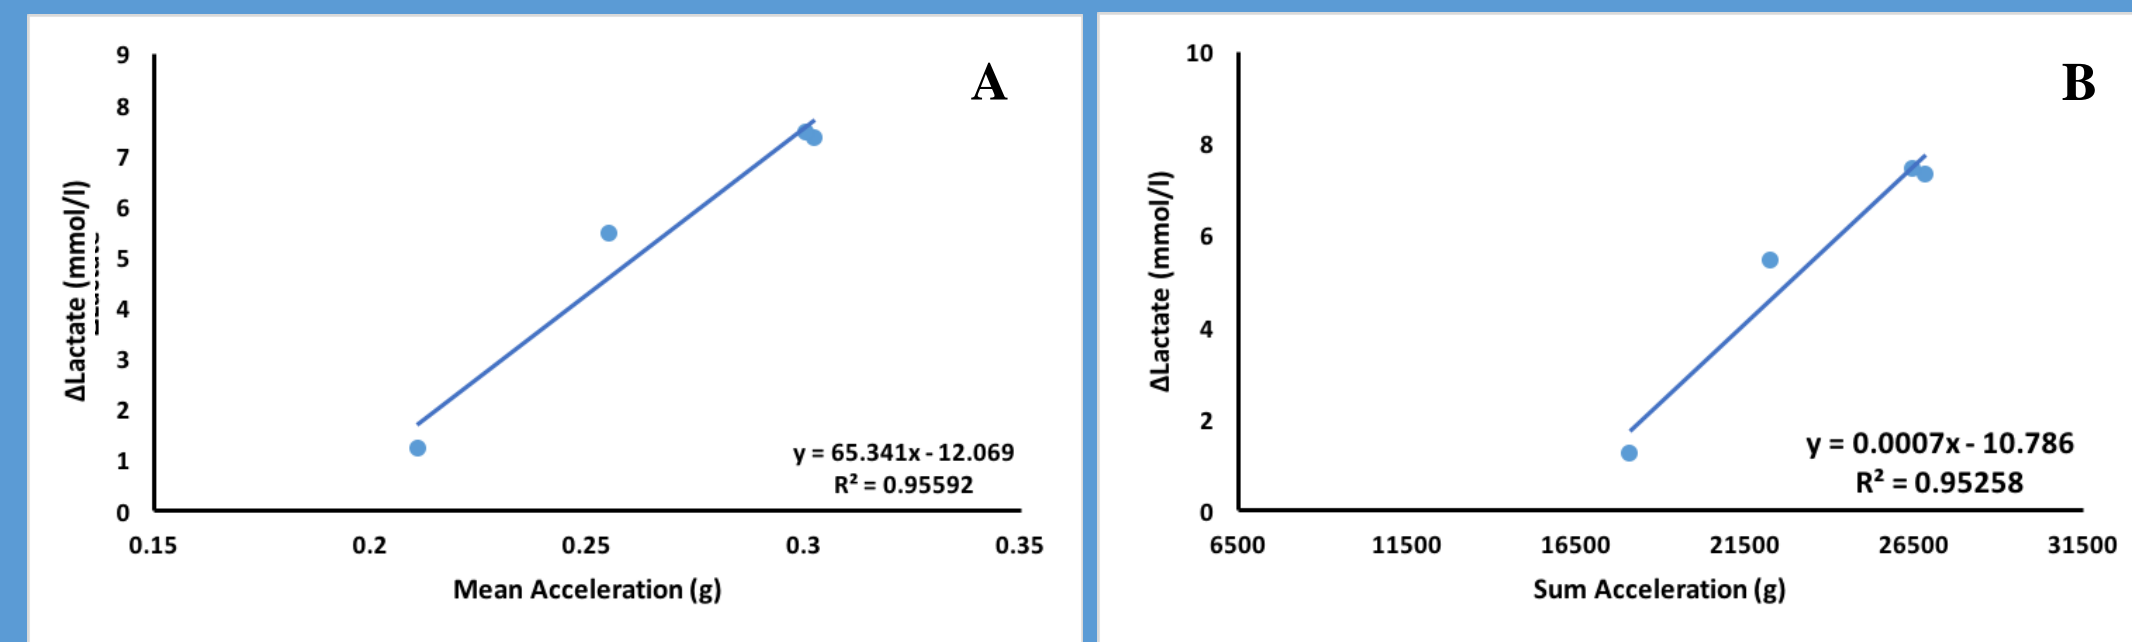 A
9
8
7
6
5
4
3
2
1
0
ΔLactate (mmol/l)
0.15 0.2 0.25 0.3 0.35
Mean Acceleration (g)
y = 65.341x - 12.069
R² = 0.95592
B
10
8
6
4
2
0
ΔLactate (mmol/l)
6500 11500 16500 21500 26500 31500
Sum Acceleration (g)
y = 0.0007x - 10.786
R² = 0.95258